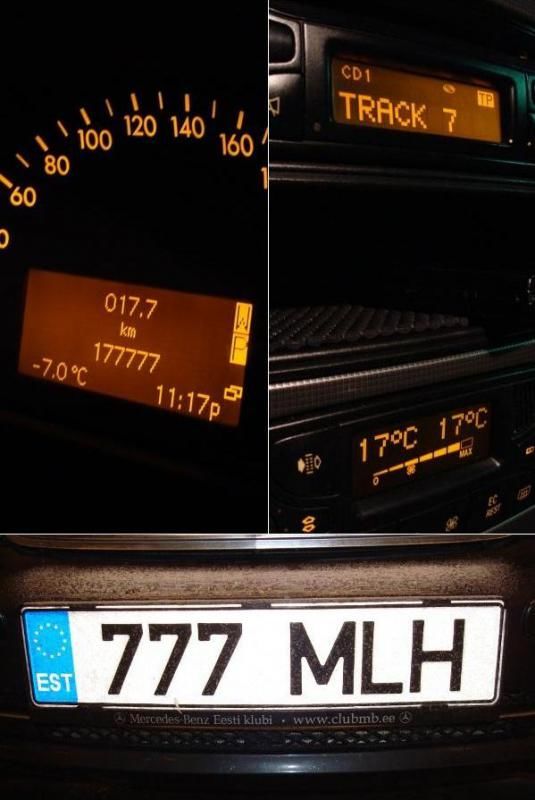 60
80
100
120
140
160
017.7
km
177777
-7.0°C
11:17p
W
P
CD1
TP
TRACK 7
17°C 17°C
0
MAX
EC
REST
EST
777 MLH
Mercedes-Benz Eesti klubi • www.clubmb.ee